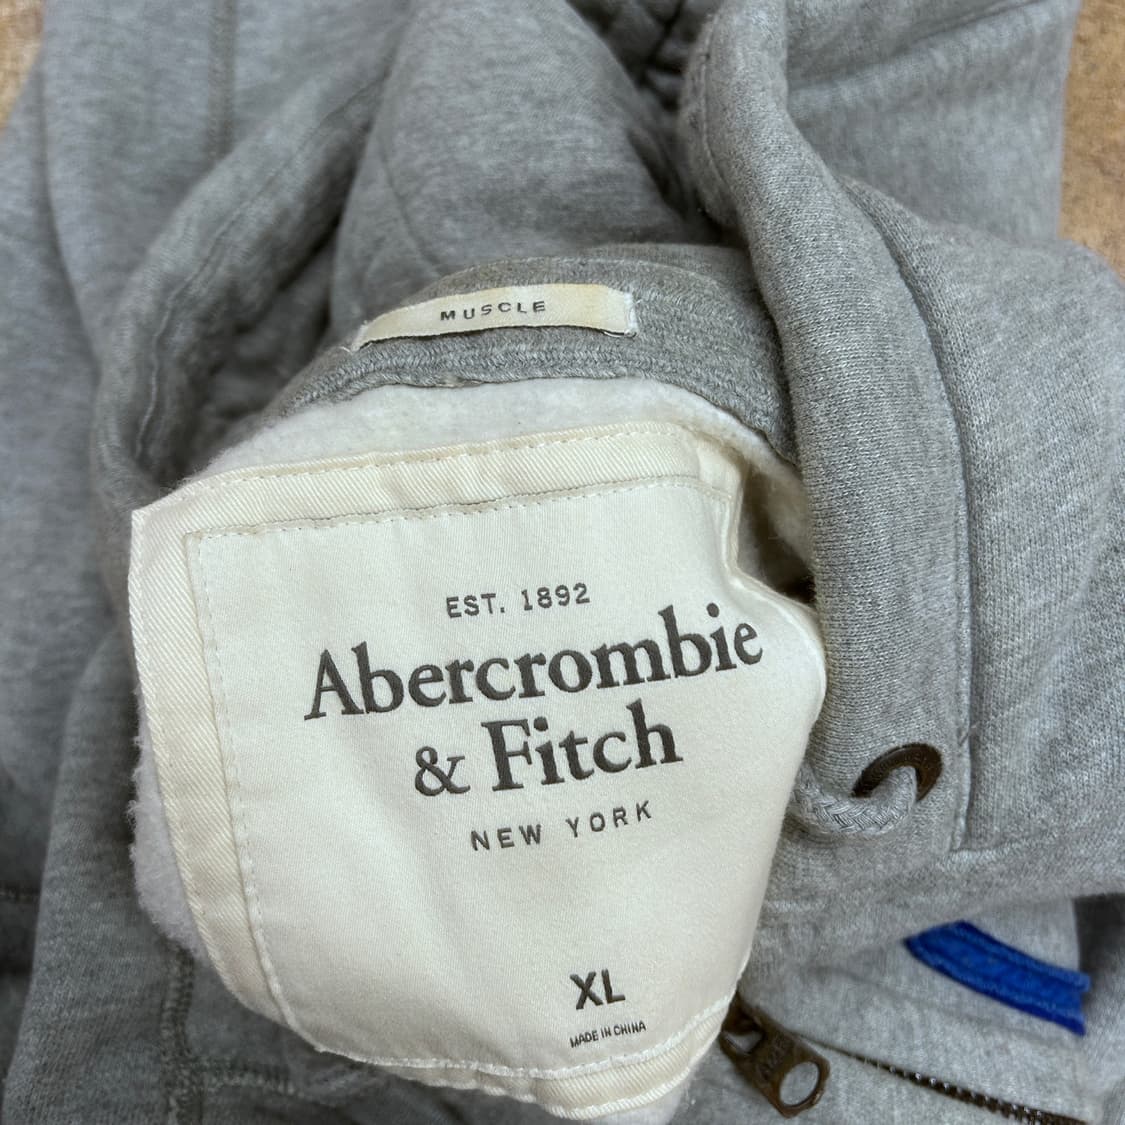 MUSCLE
EST. 1892
Abercrombie
& Fitch
NEW YORK
XL
MADE IN CHINA